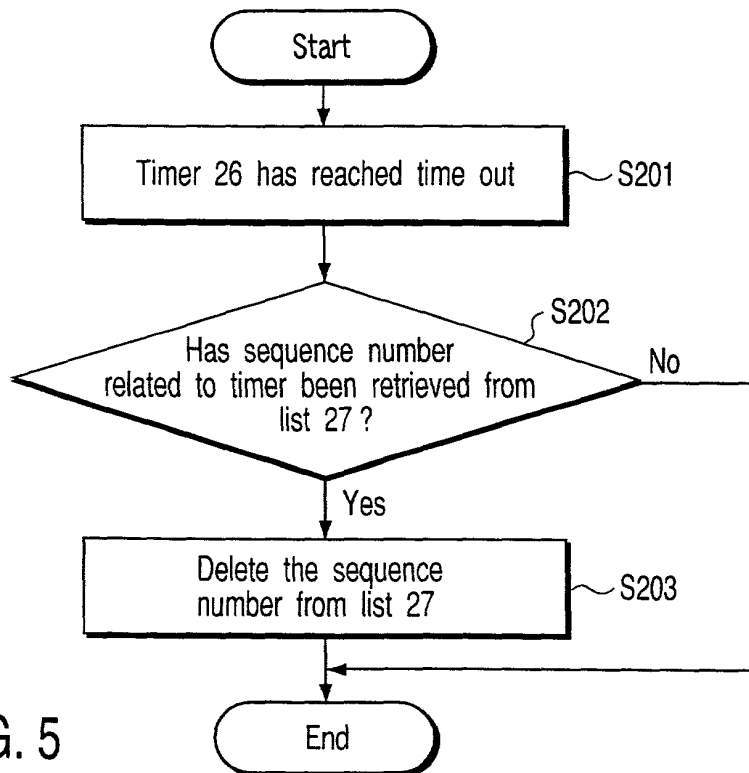 Start
Timer 26 has reached time out
S201
S202
Has sequence number
related to timer been retrieved from
list 27 ?
No
Yes
Delete the sequence
number from list 27
S203
End
G. 5